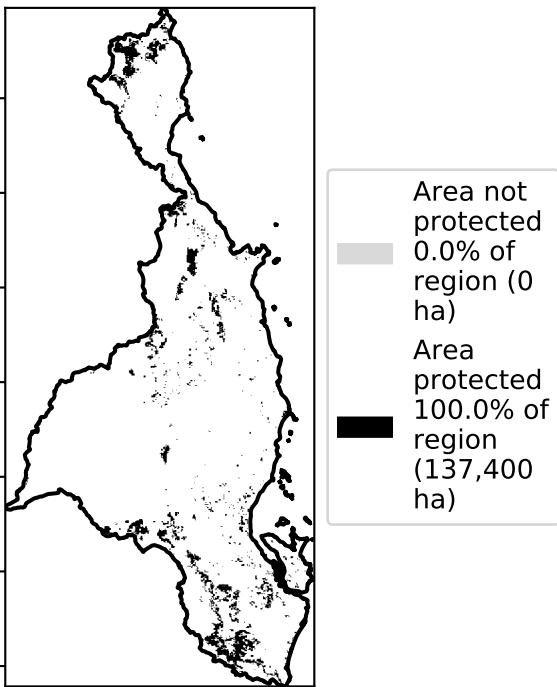 Area not
protected
0.0% of
region (0
ha)
Area
protected
100.0% of
region
(137,400
ha)